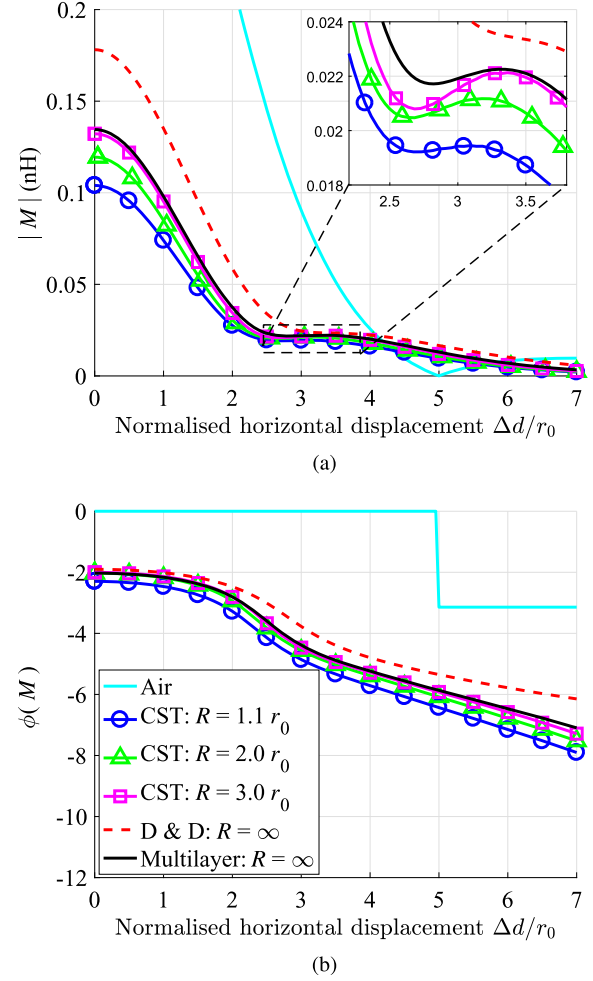 0.2
0.15
0.1
0.05
0
| M | (nH)
0.024
0.022
0.02
0.018
2.5 3 3.5
0 1 2 3 4 5 6 7
Normalised horizontal displacement Δd/r0
(a)
0
-2
-4
-6
-8
-10
-12
ϕ( M )
Air
CST: R = 1.1 r0
CST: R = 2.0 r0
CST: R = 3.0 r0
D & D: R = ∞
Multilayer: R = ∞
0 1 2 3 4 5 6 7
Normalised horizontal displacement Δd/r0
(b)